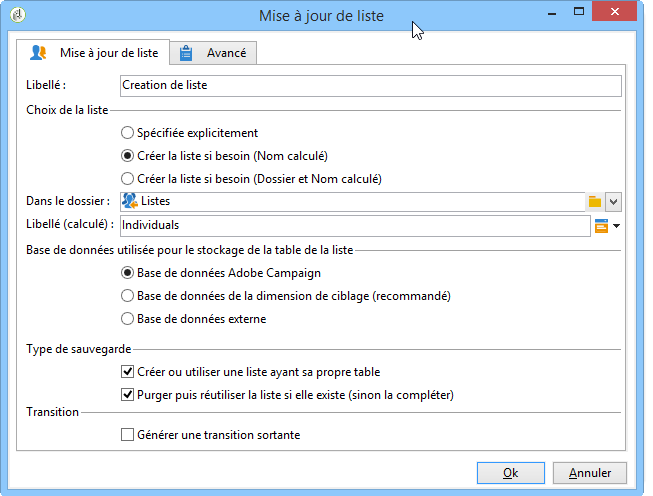 Mise à jour de liste
Mise à jour de liste
Avancé
Libellé :
Creation de liste
Choix de la liste
Spécifiée explicitement
Créer la liste si besoin (Nom calculé)
Créer la liste si besoin (Dossier et Nom calculé)
Dans le dossier :
Listes
Libellé (calculé) :
Individuals
Base de données utilisée pour le stockage de la table de la liste
Base de données Adobe Campaign
Base de données de la dimension de ciblage (recommandé)
Base de données externe
Type de sauvegarde
Créer ou utiliser une liste ayant sa propre table
Purger puis réutiliser la liste si elle existe (sinon la compléter)
Transition
Générer une transition sortante
Ok
Annuler